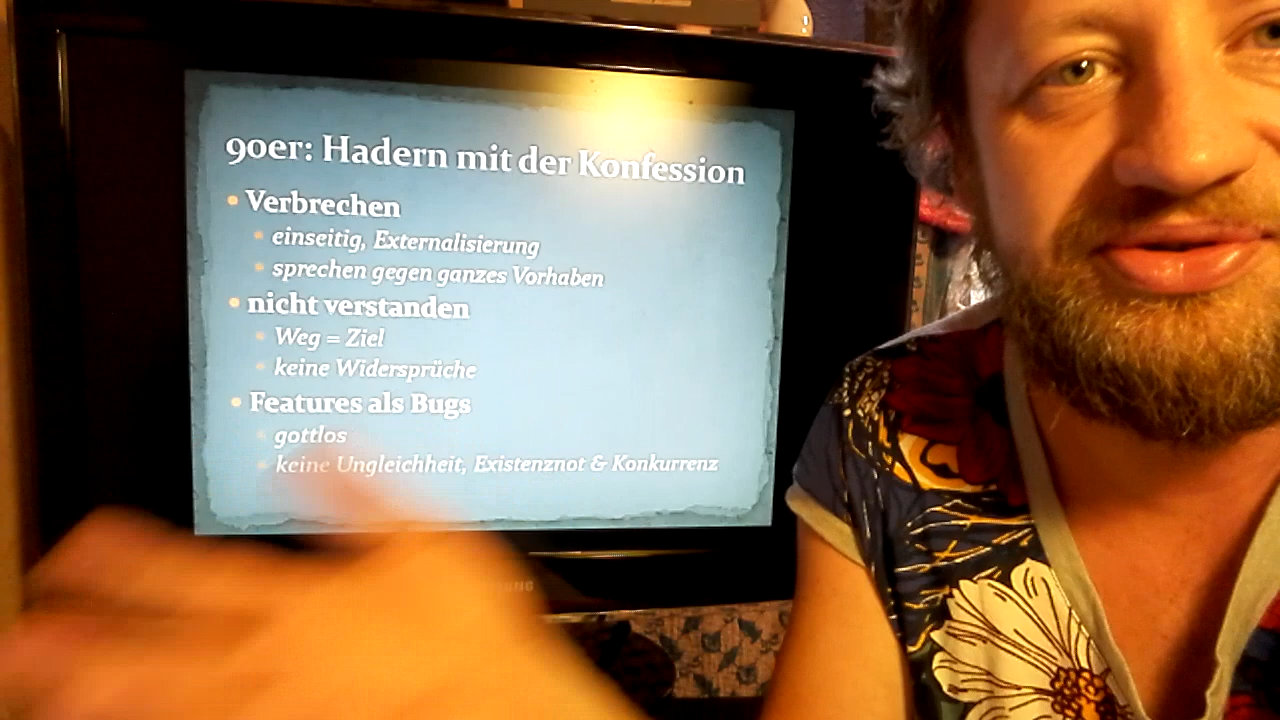 90er: Hadern mit der Konfession
• Verbrechen
• einseitig, Externalisierung
• sprechen gegen ganzes Vorhaben
• nicht verstanden
• Weg = Ziel
• keine Widersprüche
• Features als Bugs
• gottlos
• keine Ungleichheit, Existenznot & Konkurrenz